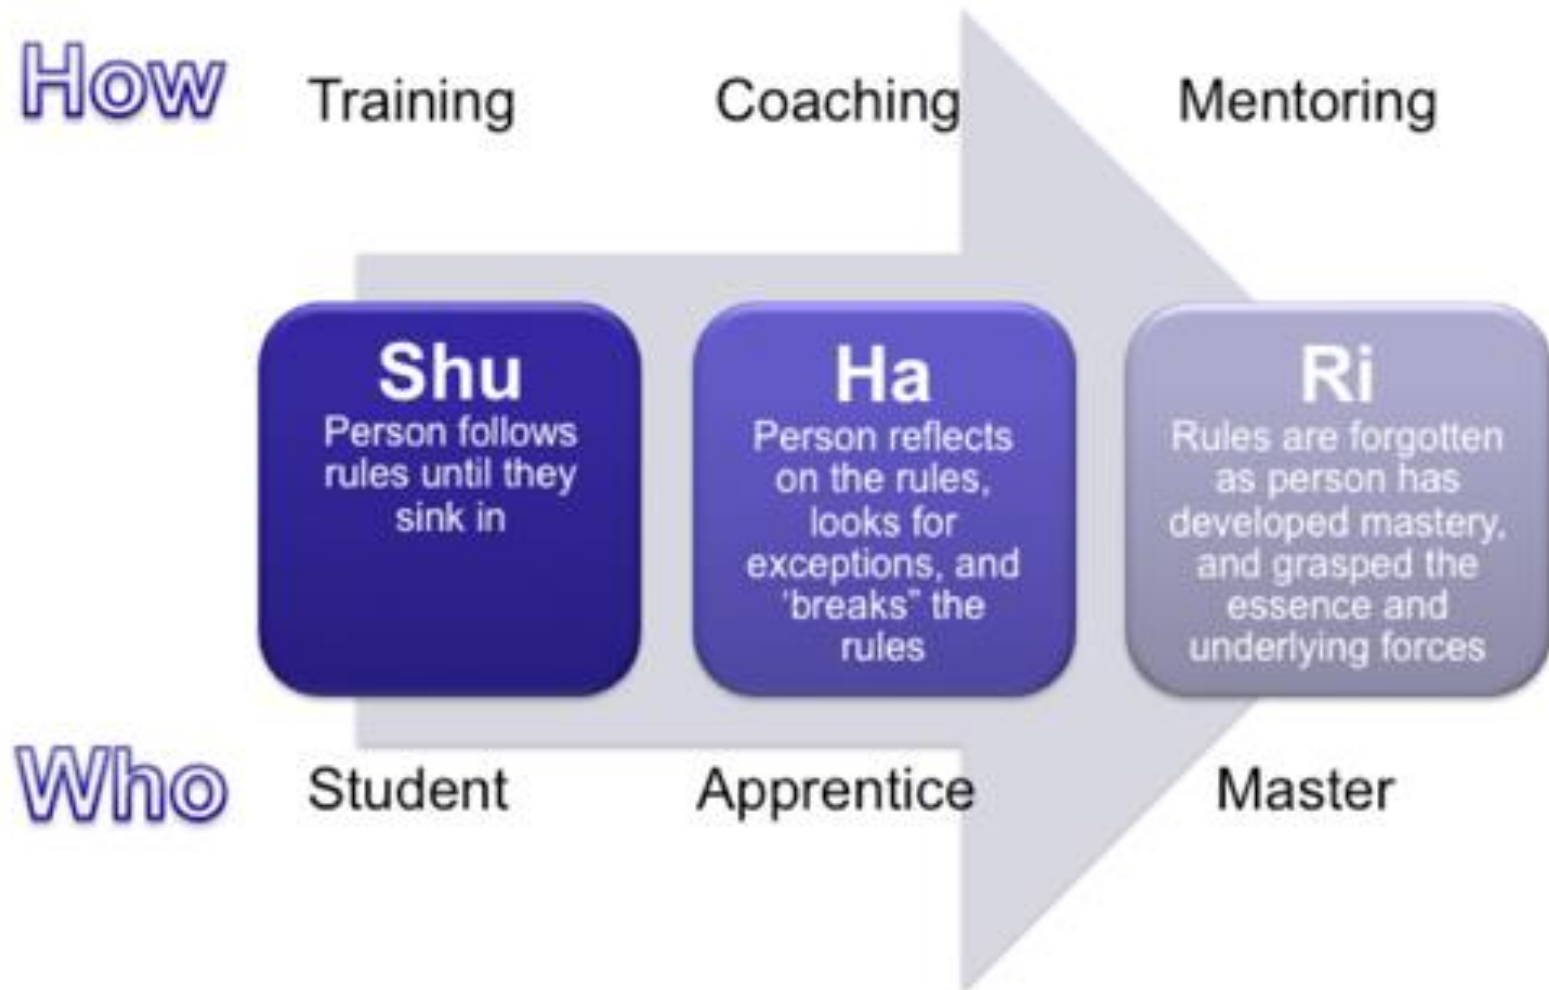 How Training Coaching Mentoring
Shu
Person follows
rules until they
sink in
Ha
Person reflects
on the rules,
looks for
exceptions, and
‘breaks” the
rules
Ri
Rules are forgotten
as person has
developed mastery,
and grasped the
essence and
underlying forces
Who Student Apprentice Master